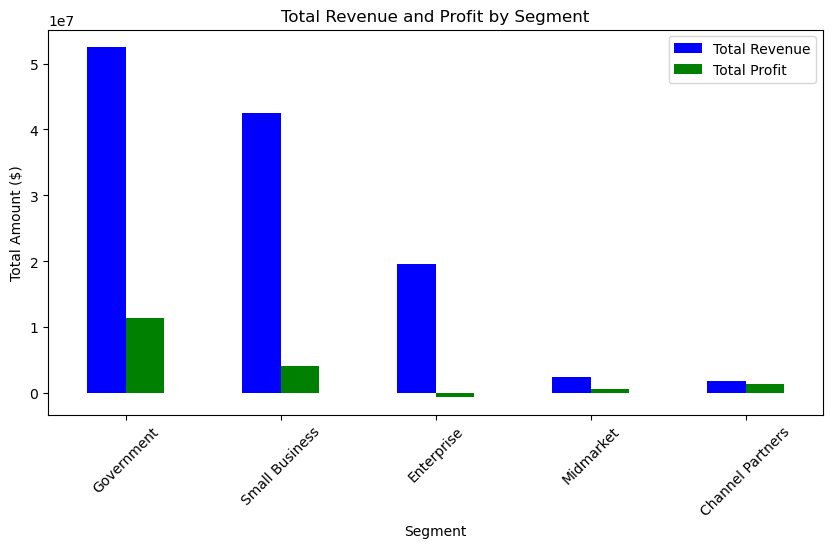 Total Revenue and Profit by Segment
1e7
Total Revenue
Total Profit
5
4
3
2
1
0
Total Amount ($)
Government
Small Business
Enterprise
Midmarket
Channel Partners
Segment